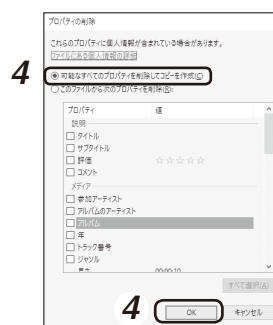 プロパティの削除
これらのプロパティに個人情報が含まれている場合があります。
ファイルにある個人情報の詳細
4
可能なすべてのプロパティを削除してコピーを作成(C)
このファイルから次のプロパティを削除(R):
プロパティ 値
説明
タイトル
サブタイトル
評価 ☆☆☆☆☆
コメント
メディア
参加アーティスト
アルバムのアーティスト
アルバム
年
トラック番号
ジャンル
長さ 00:00:10
すべて選択(A)
4
OK キャンセル